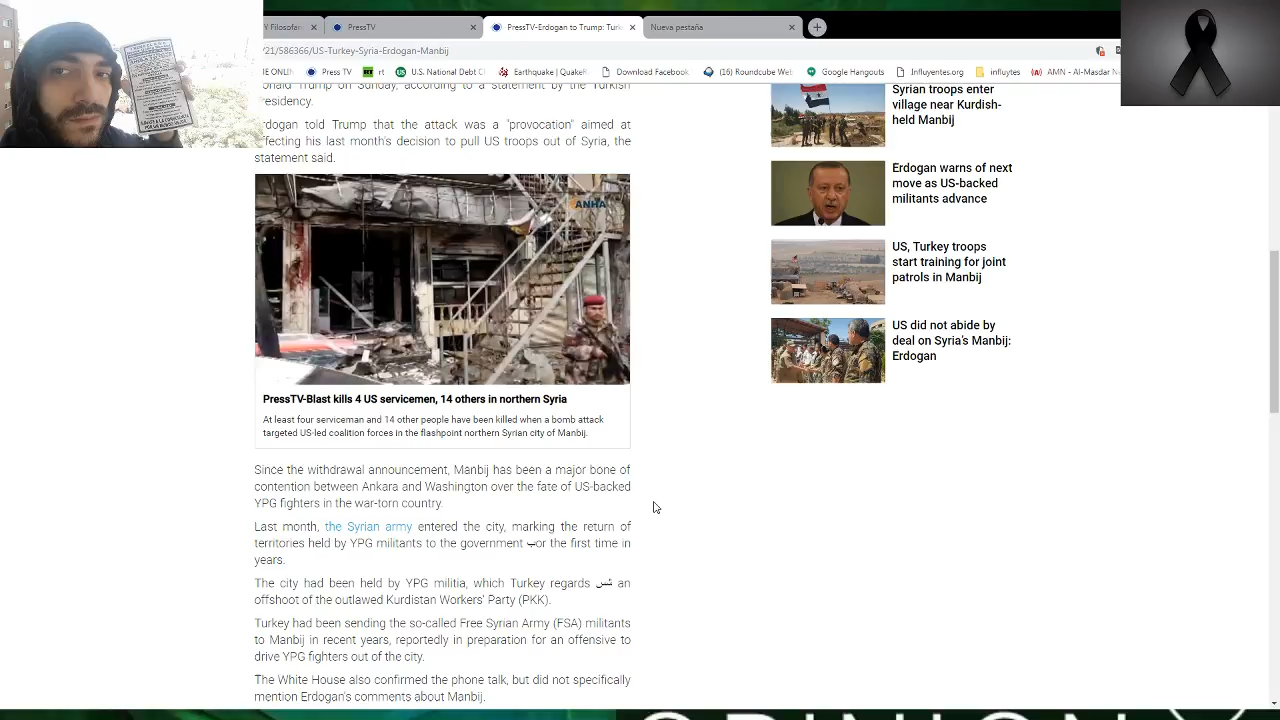 Y Filosofan
PressTV
PressTV-Erdogan to Trump: Turk
Nueva pestaña
21/586366/US-Turkey-Syria-Erdogan-Manbij
IE ONLIN
Press TV
rt
U.S. National Debt C
Earthquake | QuakeF
Download Facebook
(16) Roundcube Web
Google Hangouts
Influyentes.org
influytes
AMN - Al-Masdar Ne
onald Trump on Sunday, according to a statement by the Turkish
residency.
rdogan told Trump that the attack was a "provocation" aimed at
ffecting his last month's decision to pull US troops out of Syria, the
statement said.
ANHA
PressTV-Blast kills 4 US servicemen, 14 others in northern Syria
At least four serviceman and 14 other people have been killed when a bomb attack
targeted US-led coalition forces in the flashpoint northern Syrian city of Manbij.
Since the withdrawal announcement, Manbij has been a major bone of
contention between Ankara and Washington over the fate of US-backed
YPG fighters in the war-torn country.
Last month, the Syrian army entered the city, marking the return of
territories held by YPG militants to the government بor the first time in
years.
The city had been held by YPG militia, which Turkey regards شس an
offshoot of the outlawed Kurdistan Workers' Party (PKK).
Turkey had been sending the so-called Free Syrian Army (FSA) militants
to Manbij in recent years, reportedly in preparation for an offensive to
drive YPG fighters out of the city.
The White House also confirmed the phone talk, but did not specifically
mention Erdogan's comments about Manbij.
Syrian troops enter
village near Kurdish-
held Manbij
Erdogan warns of next
move as US-backed
militants advance
US, Turkey troops
start training for joint
patrols in Manbij
US did not abide by
deal on Syria's Manbij:
Erdogan
OPINION Y